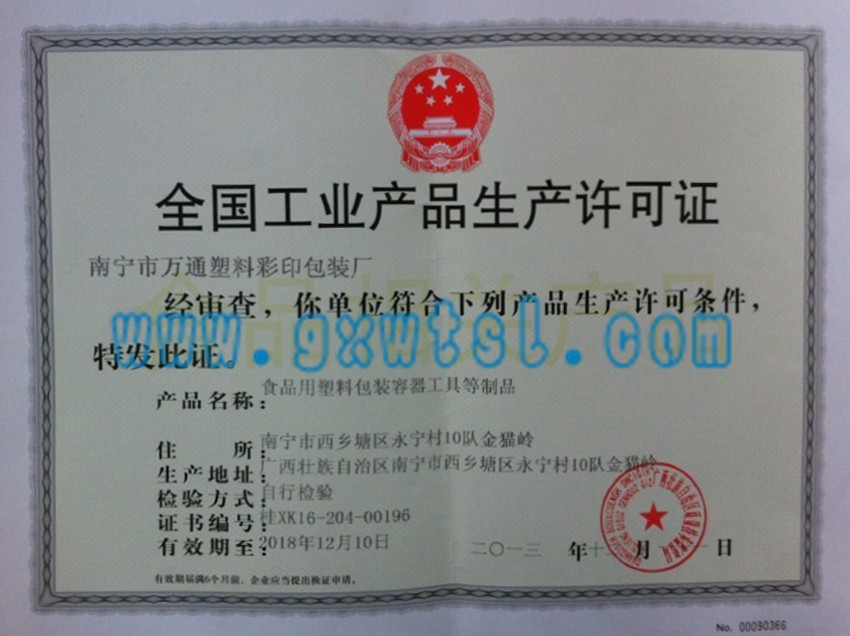 全国工业产品生产许可证
南宁市万通塑料彩印包装厂
食品相关产品
经审查，你单位符合下列产品生产许可条件，
www.gxwtsl.com
特发此证。
产品名称：食品用塑料包装容器工具等制品
住 所：南宁市西乡塘区永宁村10队金猫岭
生产地址：广西壮族自治区南宁市西乡塘区永宁村10队金猫岭
检验方式：自行检验
证书编号：桂XK16-204-00196
有效期至：2018年12月10日
二〇一三 年十 月 日
有效期届满6个月前，企业应当提出换证申请。
No. 00090366